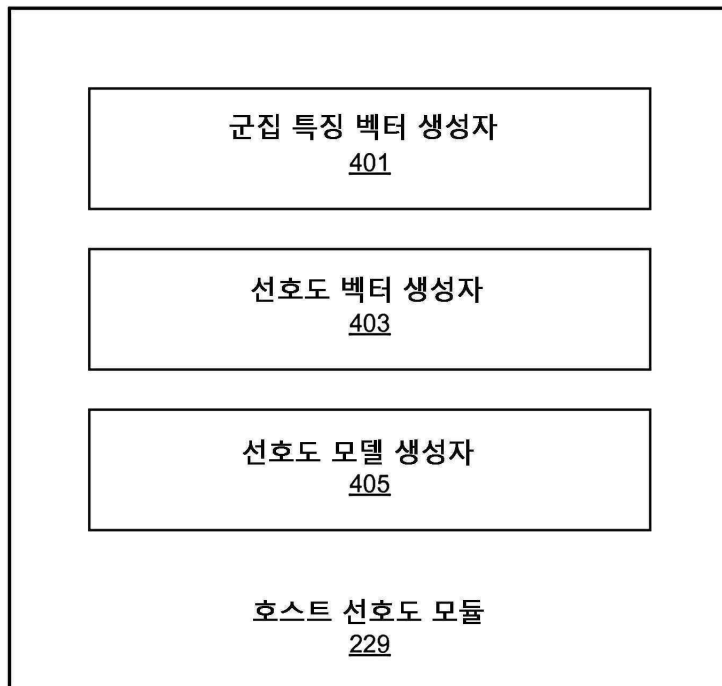 군집 특징 벡터 생성자
401
선호도 벡터 생성자
403
선호도 모델 생성자
405
호스트 선호도 모듈
229